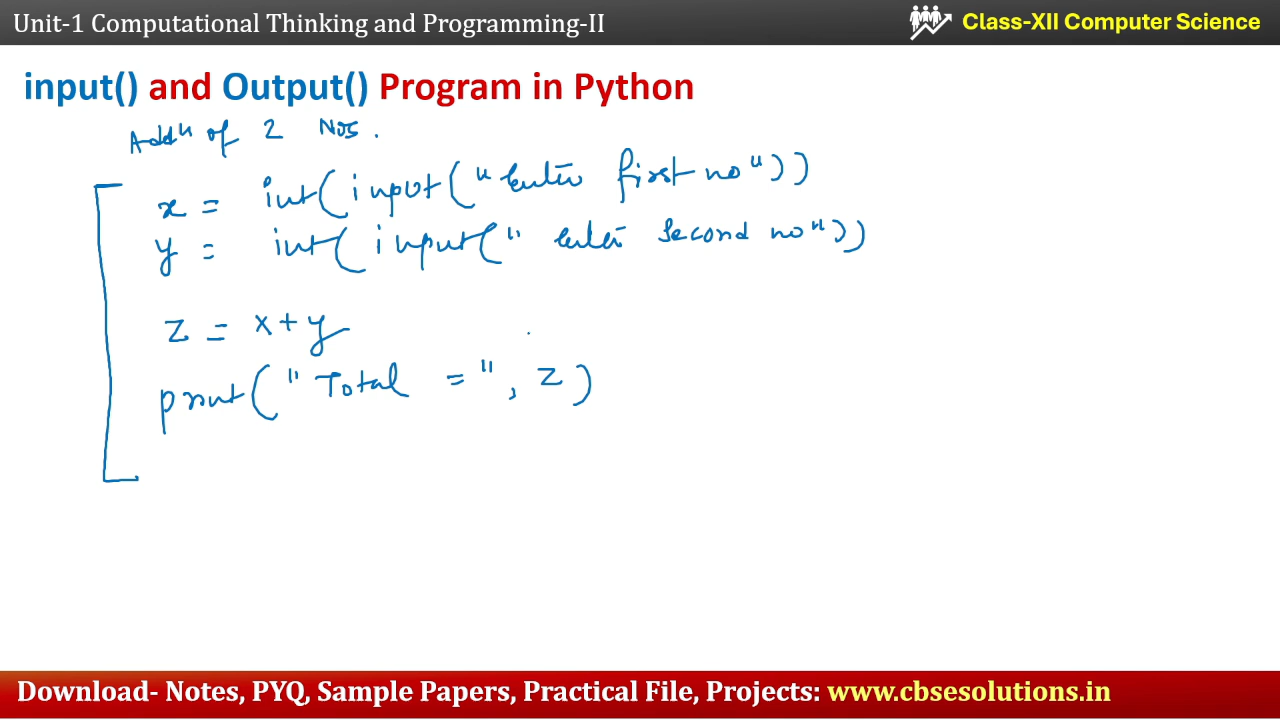 Unit-1 Computational Thinking and Programming-II
Class-XII Computer Science
input() and Output() Program in Python
Addn of 2 Nos.
x = int(input("enter first no"))
y = int(input("enter second no"))
z = x+y
print("Total =", z)
Download- Notes, PYQ, Sample Papers, Practical File, Projects: www.cbsesolutions.in